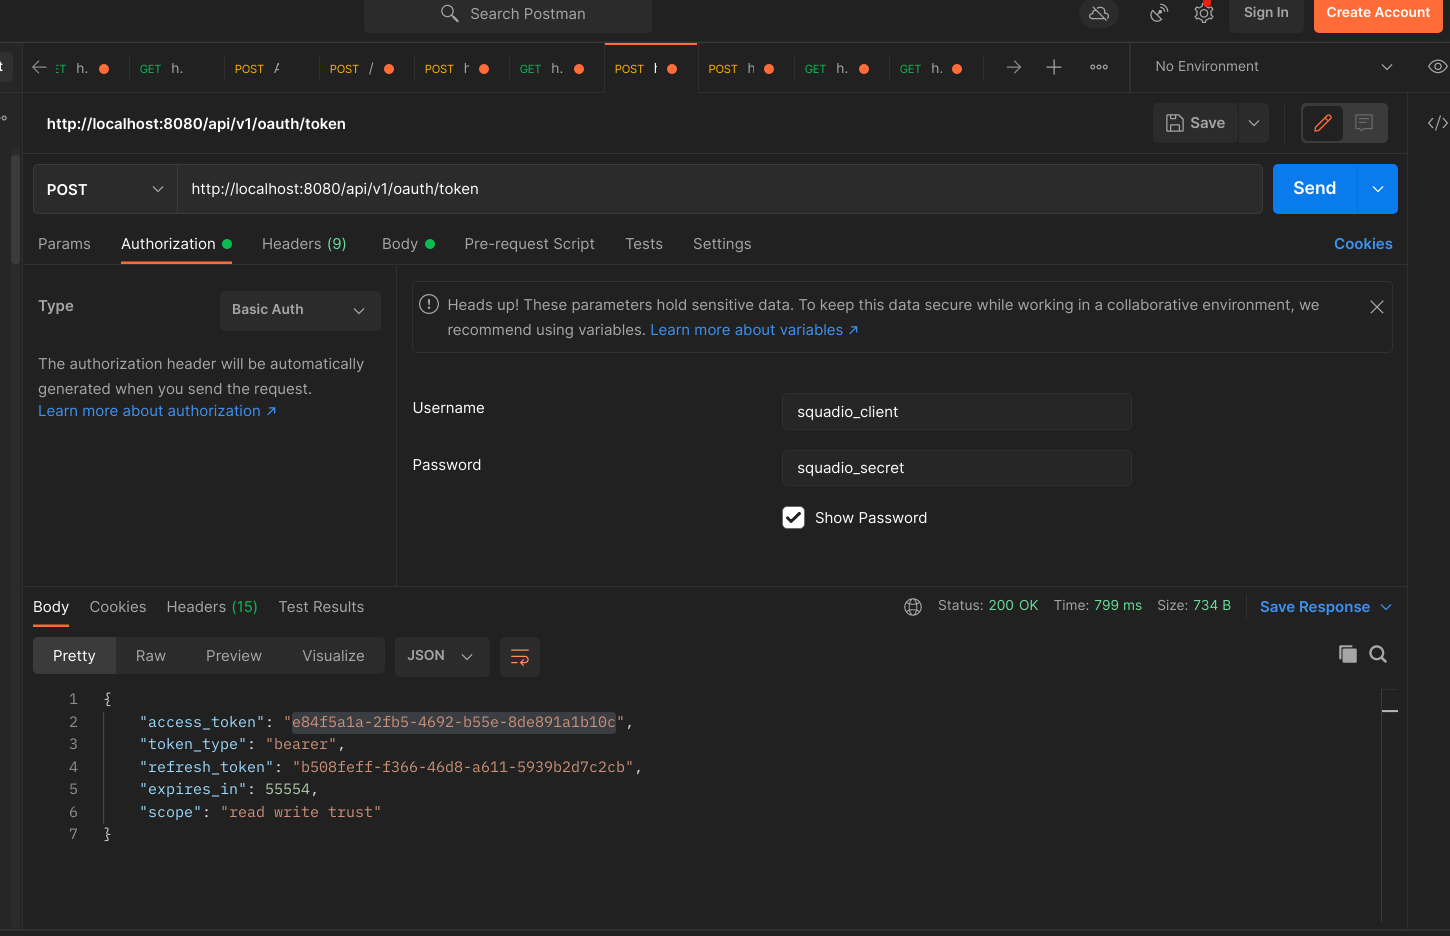 Search Postman
Sign In
Create Account
ET h.
GET h.
POST
POST /
POST h
GET h.
POST h
POST h
GET h.
GET h.
No Environment
http://localhost:8080/api/v1/oauth/token
Save
POST
http://localhost:8080/api/v1/oauth/token
Send
Params Authorization Headers (9) Body Pre-request Script Tests Settings Cookies
Type
Basic Auth
The authorization header will be automatically
generated when you send the request.
Learn more about authorization ↗
Heads up! These parameters hold sensitive data. To keep this data secure while working in a collaborative environment, we
recommend using variables. Learn more about variables ↗
Username
squadio_client
Password
squadio_secret
Show Password
Body Cookies Headers (15) Test Results
Status: 200 OK Time: 799 ms Size: 734 B Save Response
Pretty Raw Preview Visualize JSON
1 {
2 "access_token": "e84f5a1a-2fb5-4692-b55e-8de891a1b10c",
3 "token_type": "bearer",
4 "refresh_token": "b508feff-f366-46d8-a611-5939b2d7c2cb",
5 "expires_in": 55554,
6 "scope": "read write trust"
7 }